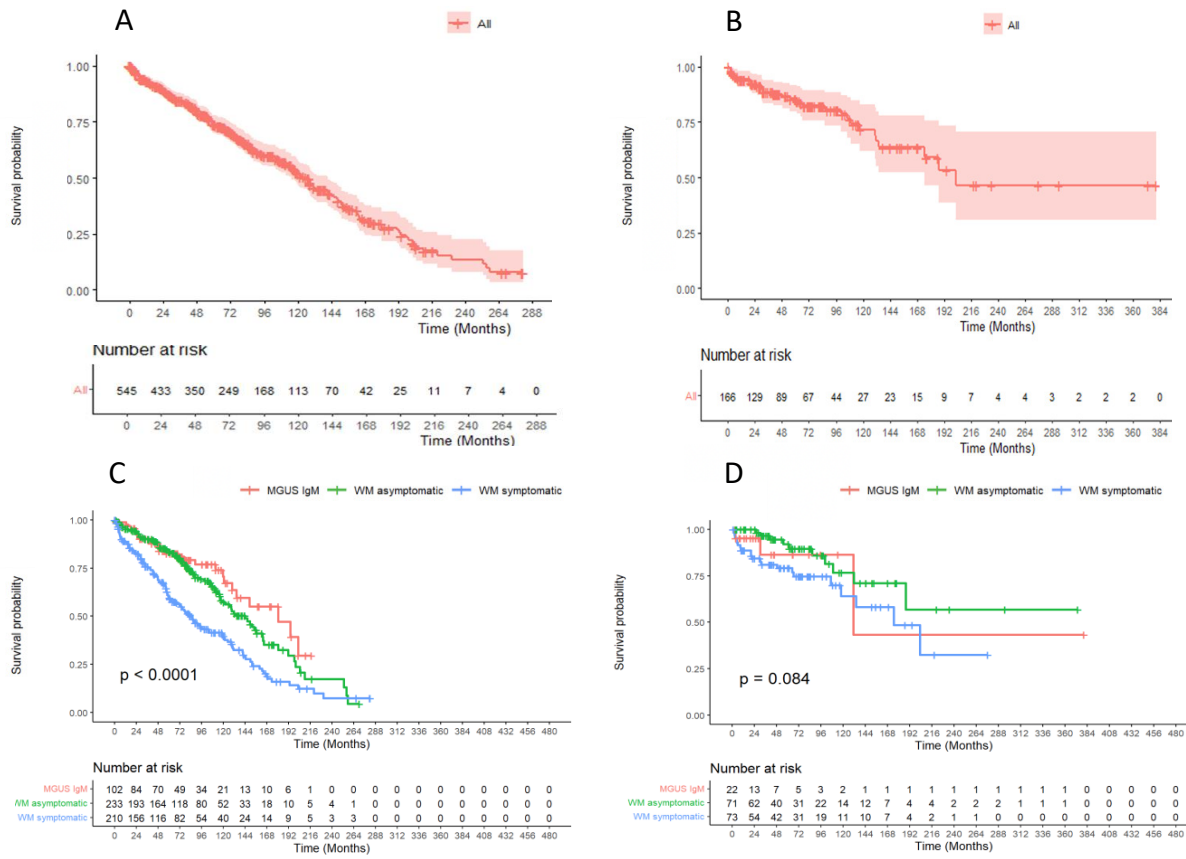 A
All
Survival probability
1.00
0.75
0.50
0.25
0.00
0 24 48 72 96 120 144 168 192 216 240 264 288
Time (Months)
Number at risk
All 545 433 350 249 168 113 70 42 25 11 7 4 0
0 24 48 72 96 120 144 168 192 216 240 264 288
Time (Months)
B
All
Survival probability
1.00
0.75
0.50
0.25
0.00
0 24 48 72 96 120 144 168 192 216 240 264 288 312 336 360 384
Time (Months)
Number at risk
All 166 129 89 67 44 27 23 15 9 7 4 4 3 2 2 2 0
0 24 48 72 96 120 144 168 192 216 240 264 288 312 336 360 384
Time (Months)
C
MGUS IgM WM asymptomatic WM symptomatic
Survival probability
1.00
0.75
0.50
0.25
0.00
p < 0.0001
0 24 48 72 96 120 144 168 192 216 240 264 288 312 336 360 384 408 432 456 480
Time (Months)
Number at risk
MGUS IgM 102 84 70 49 34 21 13 10 6 1 0 0 0 0 0 0 0 0 0 0 0
WM asymptomatic 233 193 164 118 80 52 33 18 10 5 4 1 0 0 0 0 0 0 0 0 0
WM symptomatic 210 156 116 82 54 40 24 14 9 5 3 3 0 0 0 0 0 0 0 0 0
0 24 48 72 96 120 144 168 192 216 240 264 288 312 336 360 384 408 432 456 480
Time (Months)
D
MGUS IgM WM asymptomatic WM symptomatic
Survival probability
1.00
0.75
0.50
0.25
0.00
p = 0.084
0 24 48 72 96 120 144 168 192 216 240 264 288 312 336 360 384 408 432 456 480
Time (Months)
Number at risk
MGUS IgM 22 13 7 5 3 2 1 1 1 1 1 1 1 1 1 1 0 0 0 0 0
WM asymptomatic 71 62 40 31 22 14 12 7 4 4 2 2 2 1 1 1 0 0 0 0 0
WM symptomatic 73 54 42 31 19 11 10 7 4 2 1 1 0 0 0 0 0 0 0 0 0
0 24 48 72 96 120 144 168 192 216 240 264 288 312 336 360 384 408 432 456 480
Time (Months)